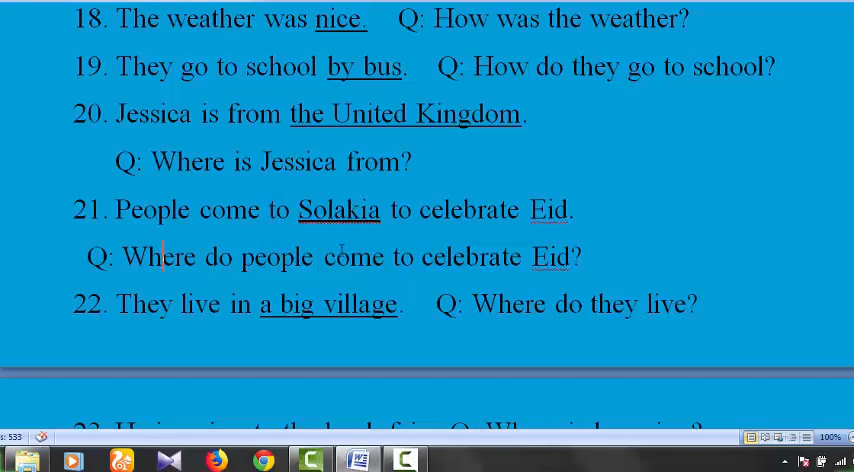 18. The weather was nice. Q: How was the weather?
19. They go to school by bus. Q: How do they go to school?
20. Jessica is from the United Kingdom.
Q: Where is Jessica from?
21. People come to Solakia to celebrate Eid.
Q: Where do people come to celebrate Eid?
22. They live in a big village. Q: Where do they live?
s: 533
100%